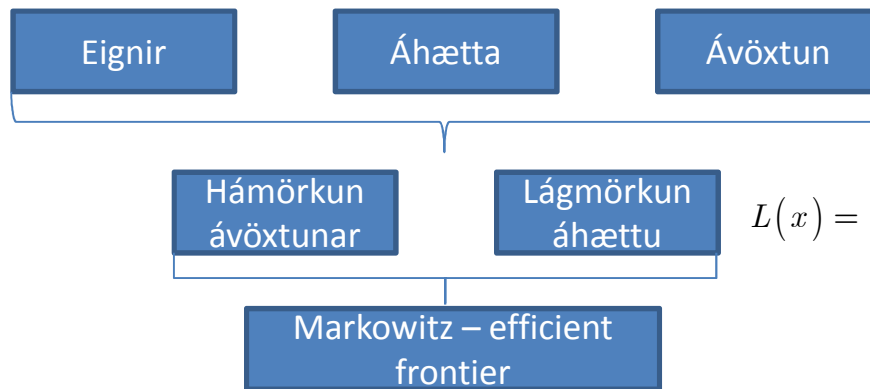 Eignir
Áhætta
Ávöxtun
Hámörkun
ávöxtunar
Lágmörkun
áhættu
L(x) =
Markowitz – efficient
frontier